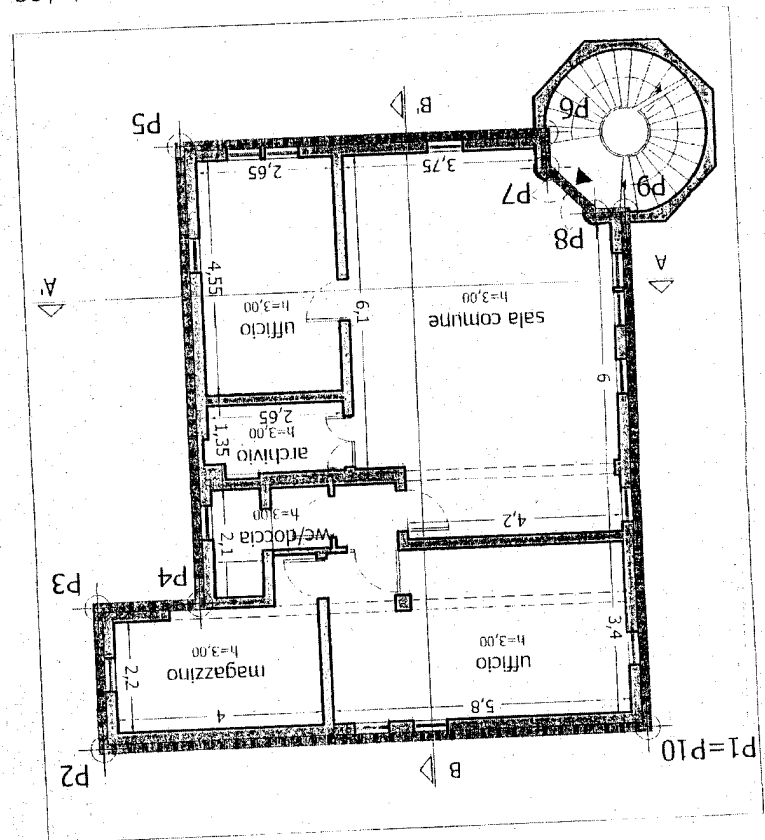 P1=P10
B
P2
5,8
4
3,4
ufficio
h=3,00
magazzino
h=3,00
2,2
P4
P3
4,2
wc/doccia
h=3,00
2,1
6
archivio
h=3,00
2,65
1,35
sala comune
h=3,00
6,1
ufficio
h=3,00
4,55
A
A'
P8
P9
P7
3,75
2,65
P6
B'
P5